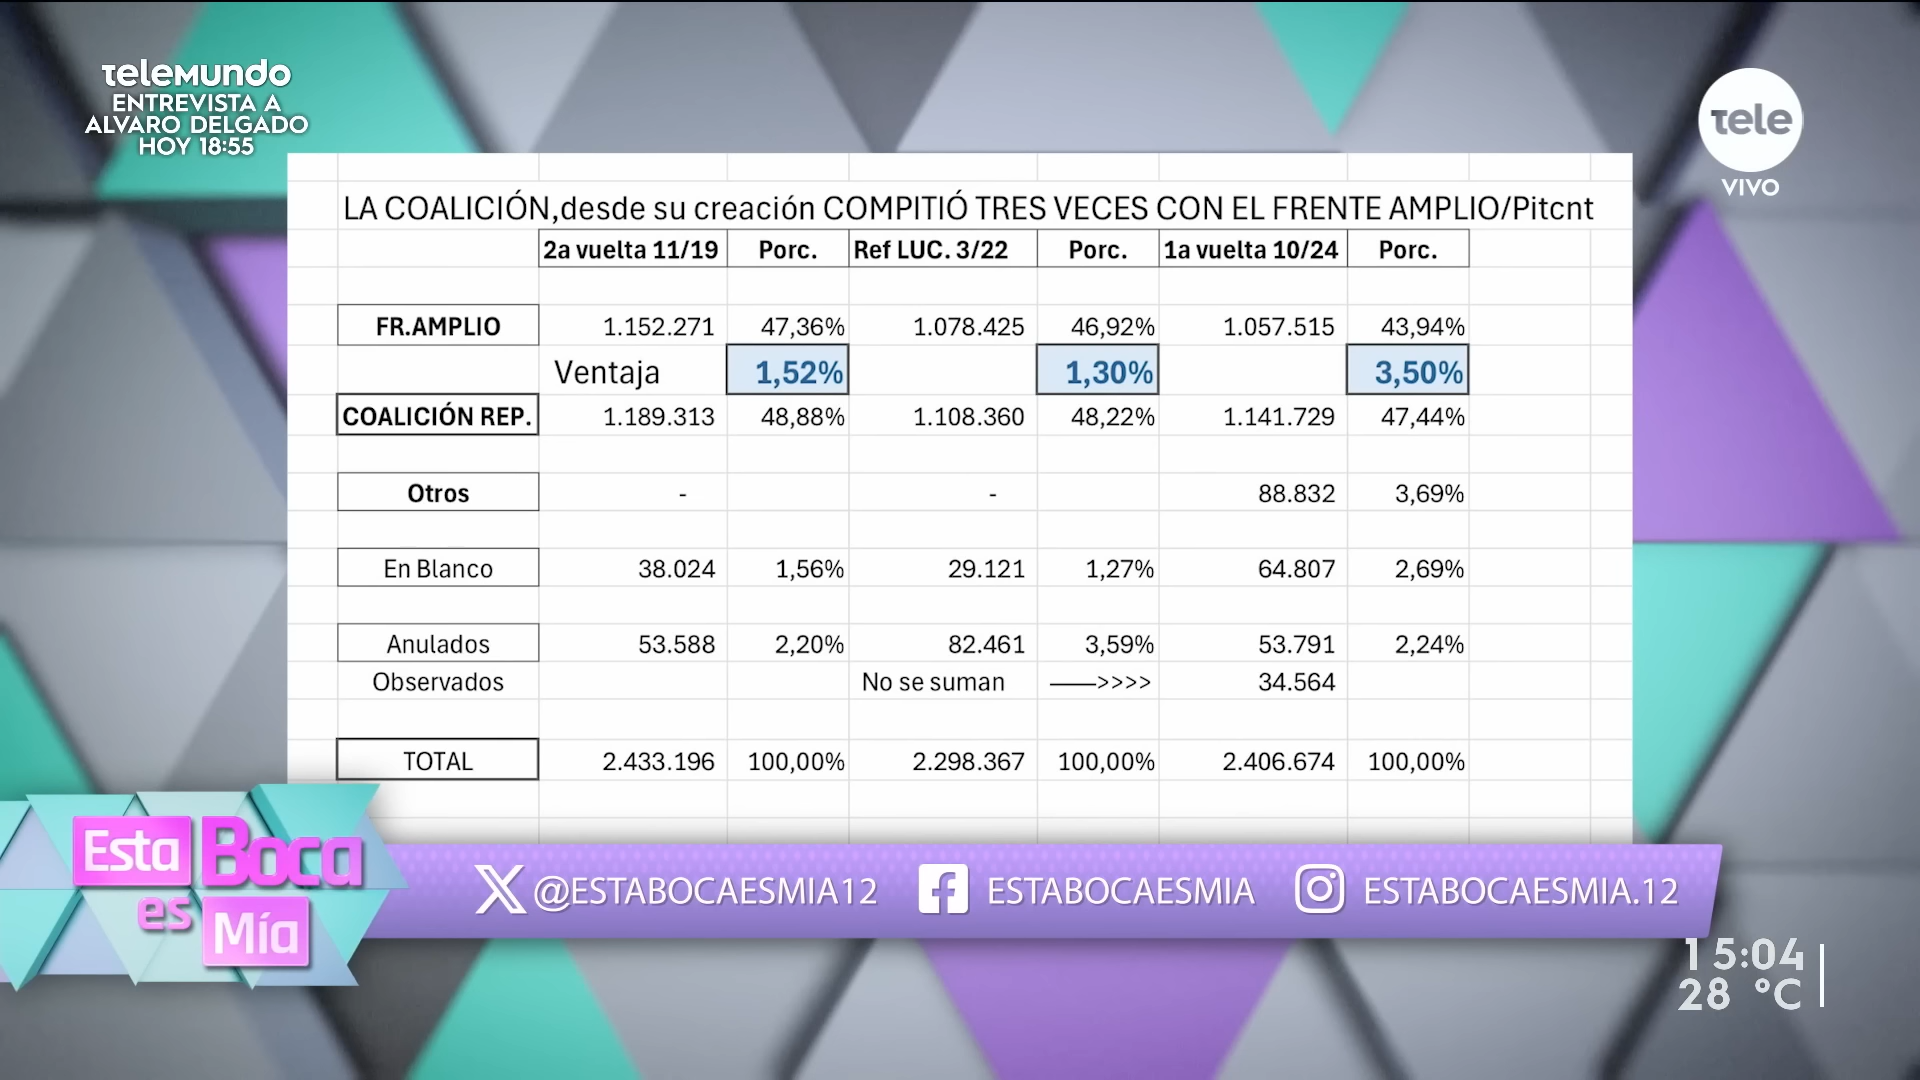 TELEMUNDO
ENTREVISTA A
ALVARO DELGADO
HOY 18:55
Tele
VIVO
LA COALICIÓN,desde su creación COMPITIÓ TRES VECES CON EL FRENTE AMPLIO/Pitcnt
2a vuelta 11/19 Porc. Ref LUC. 3/22 Porc. 1a vuelta 10/24 Porc.
FR.AMPLIO 1.152.271 47,36% 1.078.425 46,92% 1.057.515 43,94%
Ventaja 1,52% 1,30% 3,50%
COALICIÓN REP. 1.189.313 48,88% 1.108.360 48,22% 1.141.729 47,44%
Otros - - 88.832 3,69%
En Blanco 38.024 1,56% 29.121 1,27% 64.807 2,69%
Anulados 53.588 2,20% 82.461 3,59% 53.791 2,24%
Observados No se suman ——>>>> 34.564
TOTAL 2.433.196 100,00% 2.298.367 100,00% 2.406.674 100,00%
Esta Boca
es Mía
@ESTABOCAESMIA12 ESTABOCAESMIA ESTABOCAESMIA.12
15:04
28 °C